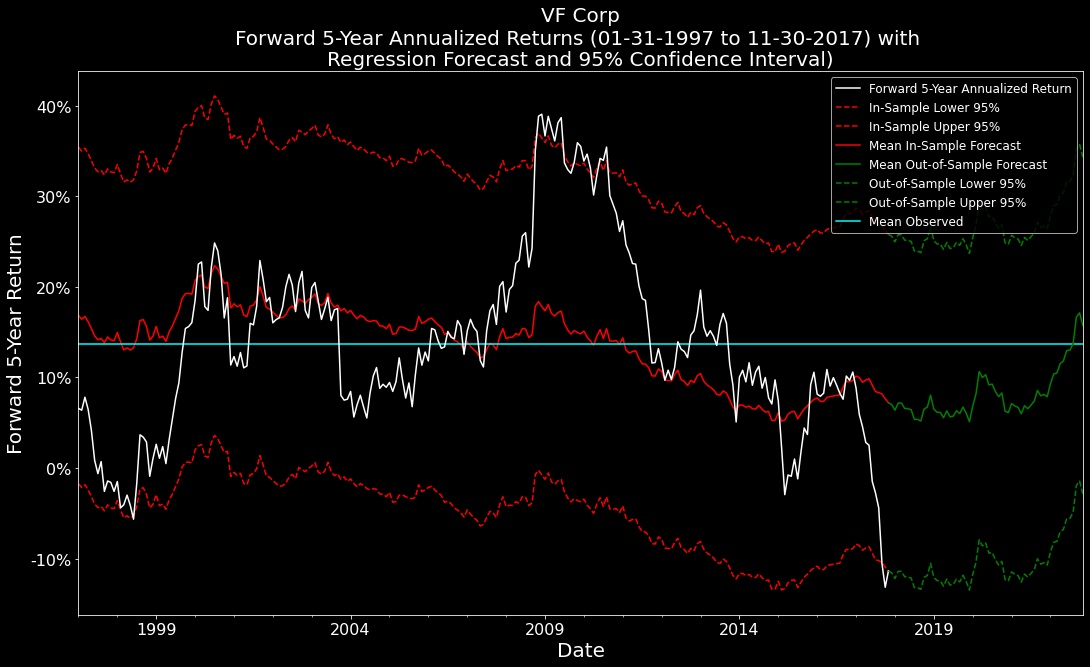 VF Corp
Forward 5-Year Annualized Returns (01-31-1997 to 11-30-2017) with
Regression Forecast and 95% Confidence Interval)
Forward 5-Year Annualized Return
In-Sample Lower 95%
In-Sample Upper 95%
Mean In-Sample Forecast
Mean Out-of-Sample Forecast
Out-of-Sample Lower 95%
Out-of-Sample Upper 95%
Mean Observed
Forward 5-Year Return
40%
30%
20%
10%
0%
-10%
1999
2004
2009
2014
2019
Date